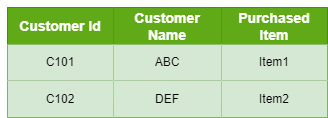 Customer Id Customer Name Purchased Item
C101 ABC Item1
C102 DEF Item2